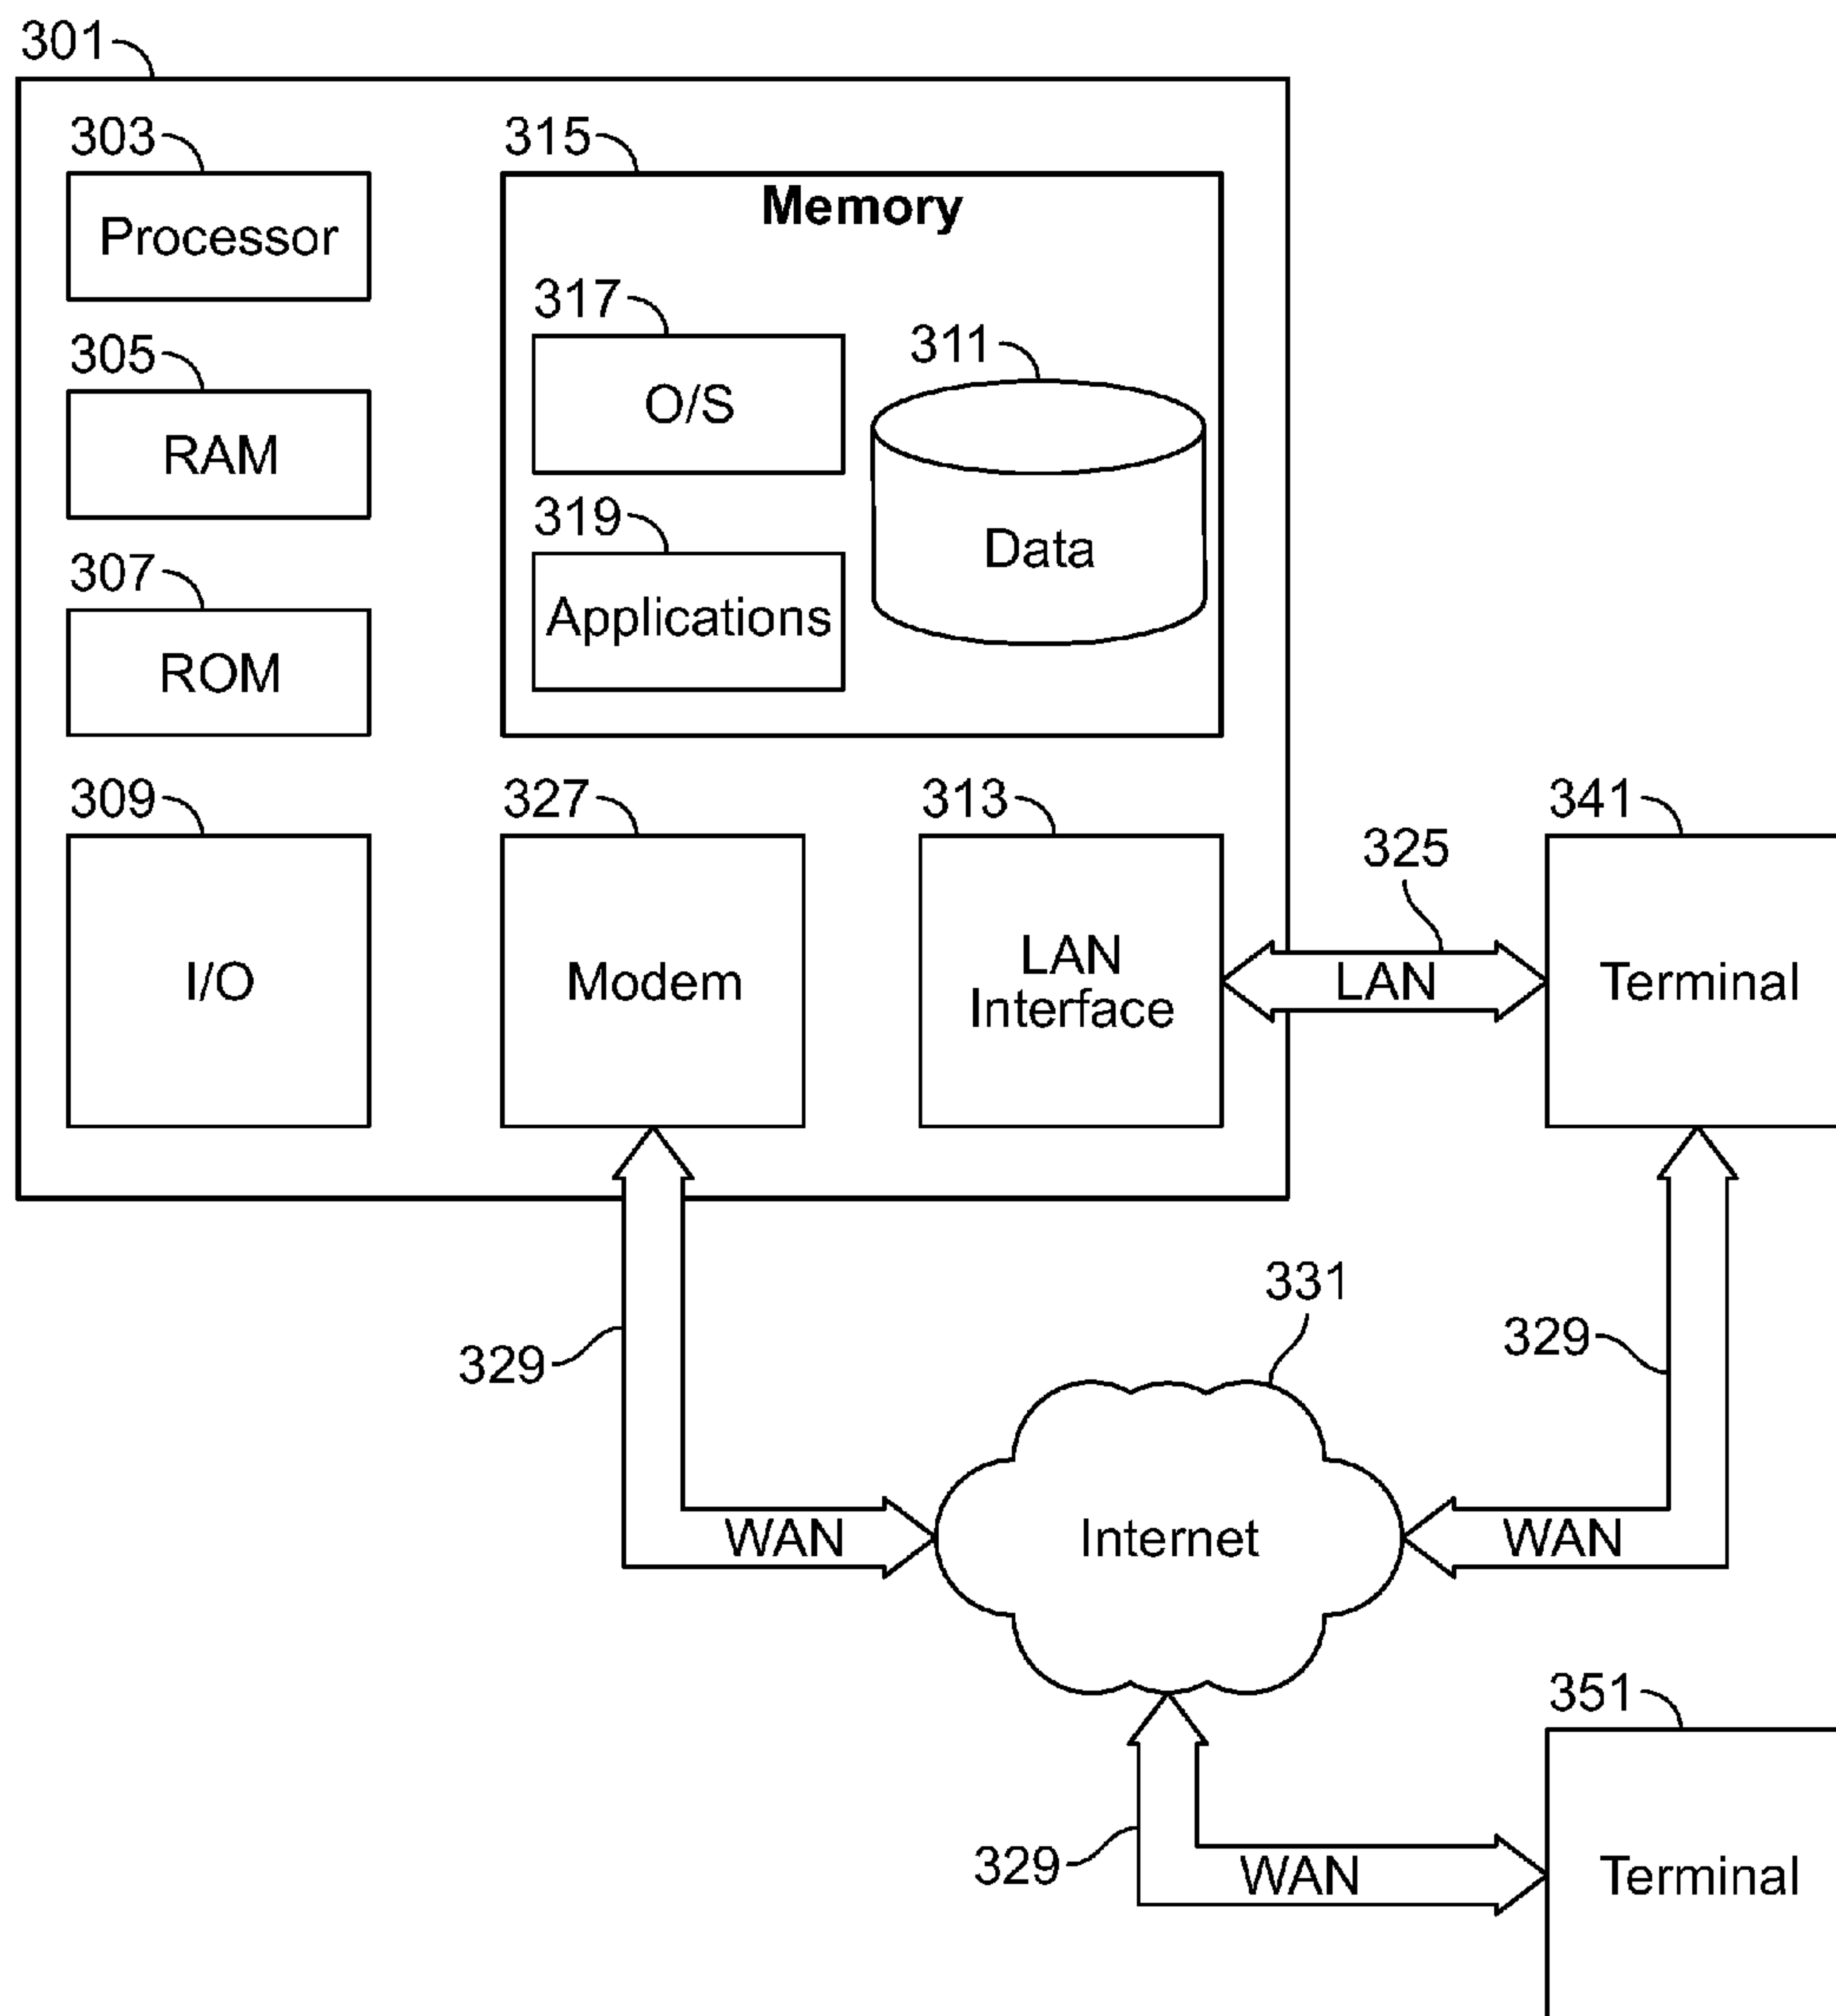 301
303
Processor
305
RAM
307
ROM
309
I/O
315
Memory
317
O/S
319
Applications
311
Data
327
Modem
313
LAN
Interface
325
LAN
341
Terminal
329
WAN
331
Internet
329
WAN
329
WAN
351
Terminal